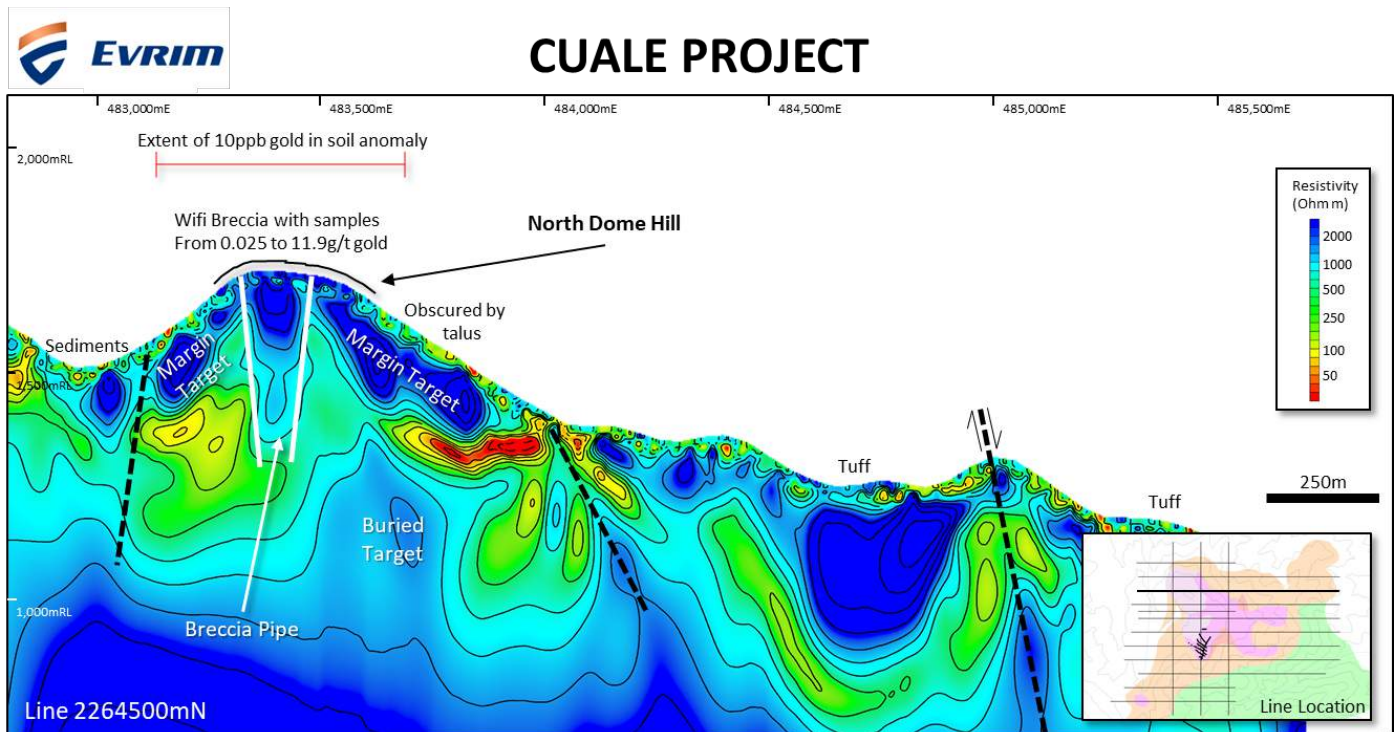 EVRIM
CUALE PROJECT
483,000mE
483,500mE
484,000mE
484,500mE
485,000mE
485,500mE
Extent of 10ppb gold in soil anomaly
2,000mRL
Resistivity
(Ohm m)
2000
1000
500
250
100
50
Wifi Breccia with samples
From 0.025 to 11.9g/t gold
North Dome Hill
Obscured by
talus
Sediments
Margin
Target
Margin Target
1,500mRL
Tuff
250m
Tuff
Buried
Target
1,000mRL
Breccia Pipe
Line 2264500mN
Line Location